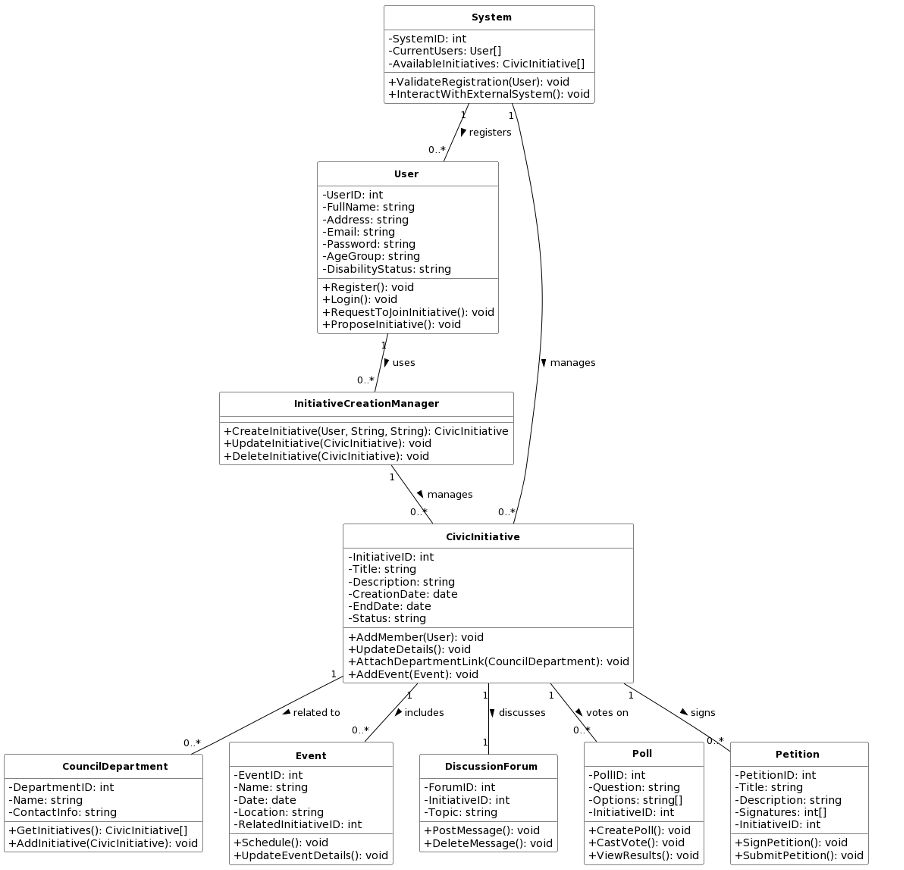 System
-SystemID: int
-CurrentUsers: User[]
-AvailableInitiatives: CivicInitiative[]
+ValidateRegistration(User): void
+InteractWithExternalSystem(): void
1
1
registers
0..*
User
-UserID: int
-FullName: string
-Address: string
-Email: string
-Password: string
-AgeGroup: string
-DisabilityStatus: string
+Register(): void
+Login(): void
+RequestToJoinInitiative(): void
+ProposeInitiative(): void
1
uses
manages
0..*
InitiativeCreationManager
+CreateInitiative(User, String, String): CivicInitiative
+UpdateInitiative(CivicInitiative): void
+DeleteInitiative(CivicInitiative): void
1
manages
0..*
0..*
CivicInitiative
-InitiativeID: int
-Title: string
-Description: string
-CreationDate: date
-EndDate: date
-Status: string
+AddMember(User): void
+UpdateDetails(): void
+AttachDepartmentLink(CouncilDepartment): void
+AddEvent(Event): void
1
1
1
1
1
related to
includes
discusses
votes on
signs
0..*
0..*
1
0..*
0..*
CouncilDepartment
-DepartmentID: int
-Name: string
-ContactInfo: string
+GetInitiatives(): CivicInitiative[]
+AddInitiative(CivicInitiative): void
Event
-EventID: int
-Name: string
-Date: date
-Location: string
-RelatedInitiativeID: int
+Schedule(): void
+UpdateEventDetails(): void
DiscussionForum
-ForumID: int
-InitiativeID: int
-Topic: string
+PostMessage(): void
+DeleteMessage(): void
Poll
-PollID: int
-Question: string
-Options: string[]
-InitiativeID: int
+CreatePoll(): void
+CastVote(): void
+ViewResults(): void
Petition
-PetitionID: int
-Title: string
-Description: string
-Signatures: int[]
-InitiativeID: int
+SignPetition(): void
+SubmitPetition(): void